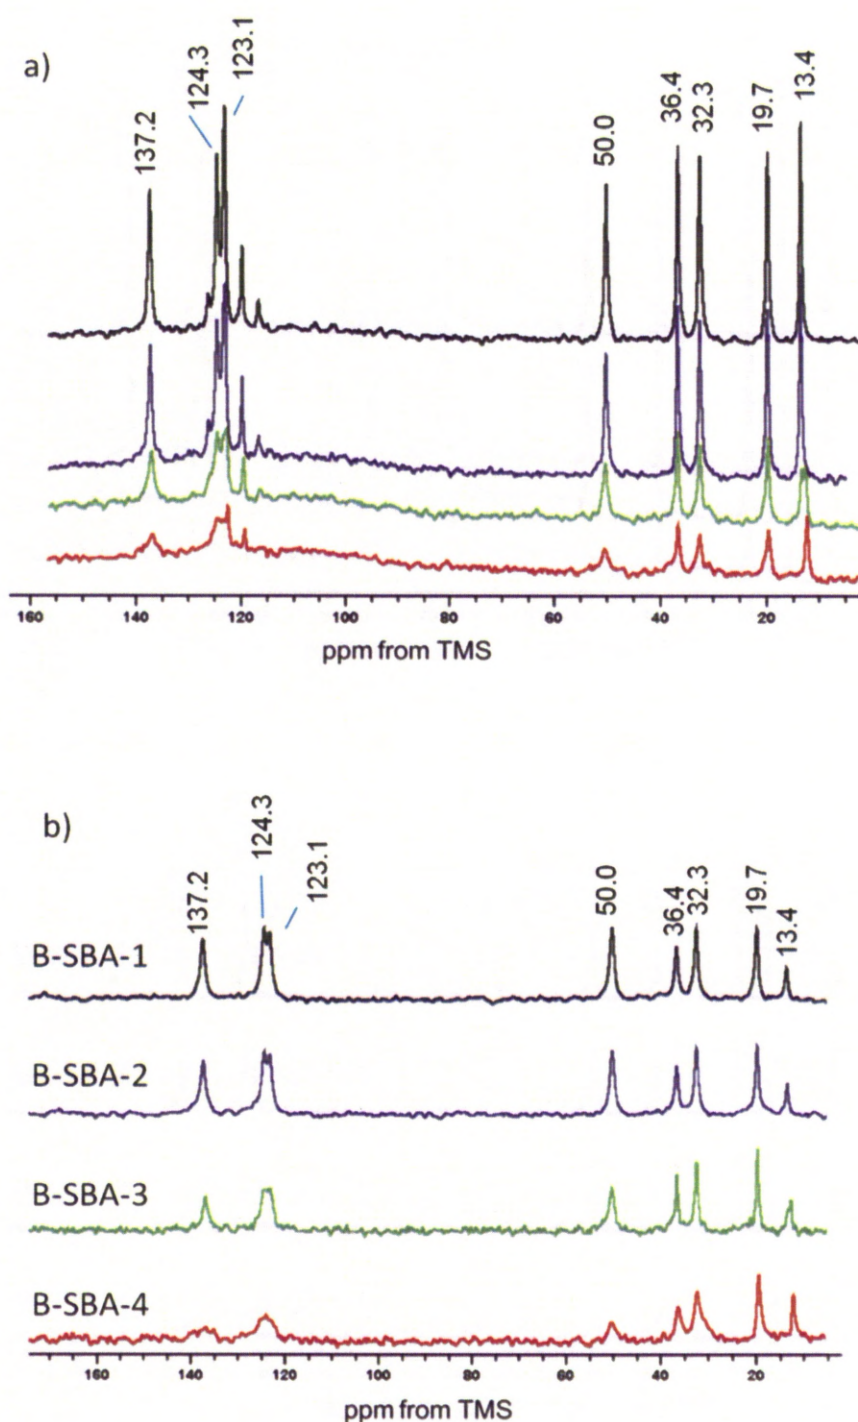 a)
137.2
124.3
123.1
50.0
36.4
32.3
19.7
13.4
160 140 120 100 80 60 40 20
ppm from TMS
b)
137.2
124.3
123.1
50.0
36.4
32.3
19.7
13.4
B-SBA-1
B-SBA-2
B-SBA-3
B-SBA-4
160 140 120 100 80 60 40 20
ppm from TMS